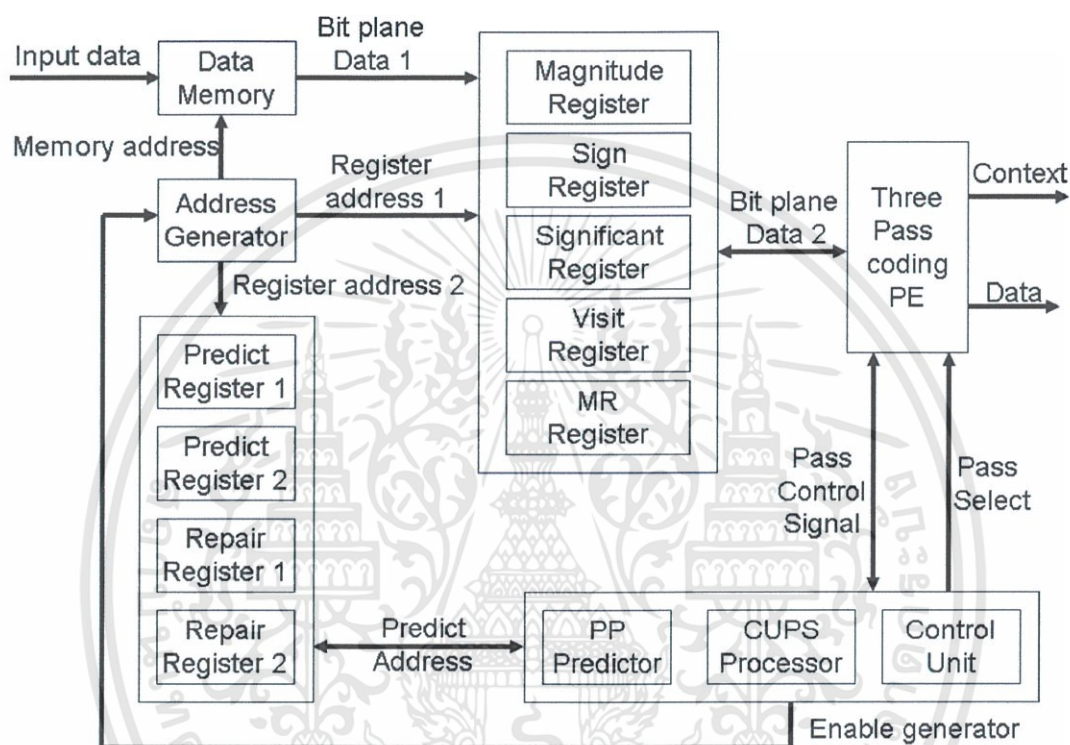 Input data
Data
Memory
Bit plane
Data 1
Memory address
Address
Generator
Register
address 1
Register address 2
Magnitude
Register
Sign
Register
Significant
Register
Visit
Register
MR
Register
Bit plane
Data 2
Three
Pass
coding
PE
Context
Data
Predict
Register 1
Predict
Register 2
Repair
Register 1
Repair
Register 2
Predict
Address
Pass
Control
Signal
Pass
Select
PP
Predictor
CUPS
Processor
Control
Unit
Enable generator